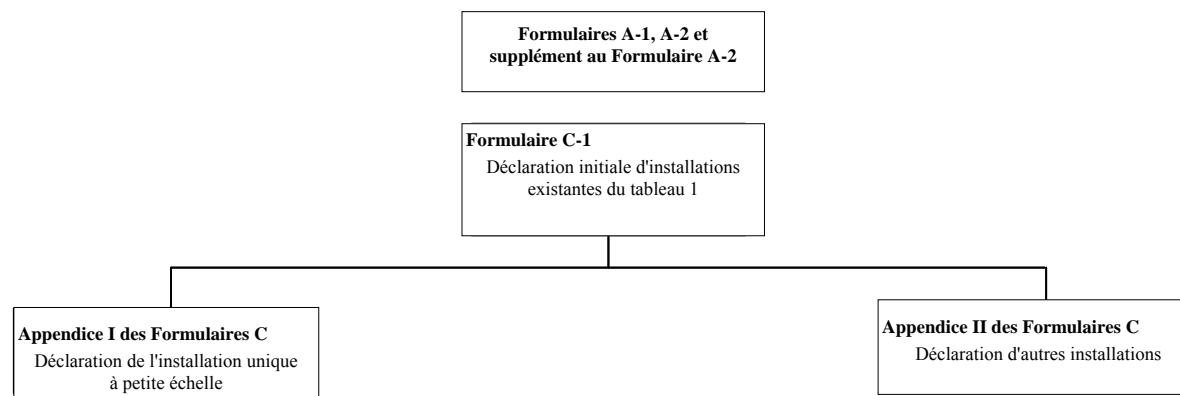 Formulaires A-1, A-2 et
supplément au Formulaire A-2
Formulaire C-1
Déclaration initiale d'installations
existantes du tableau 1
Appendice I des Formulaires C
Déclaration de l'installation unique
à petite échelle
Appendice II des Formulaires C
Déclaration d'autres installations